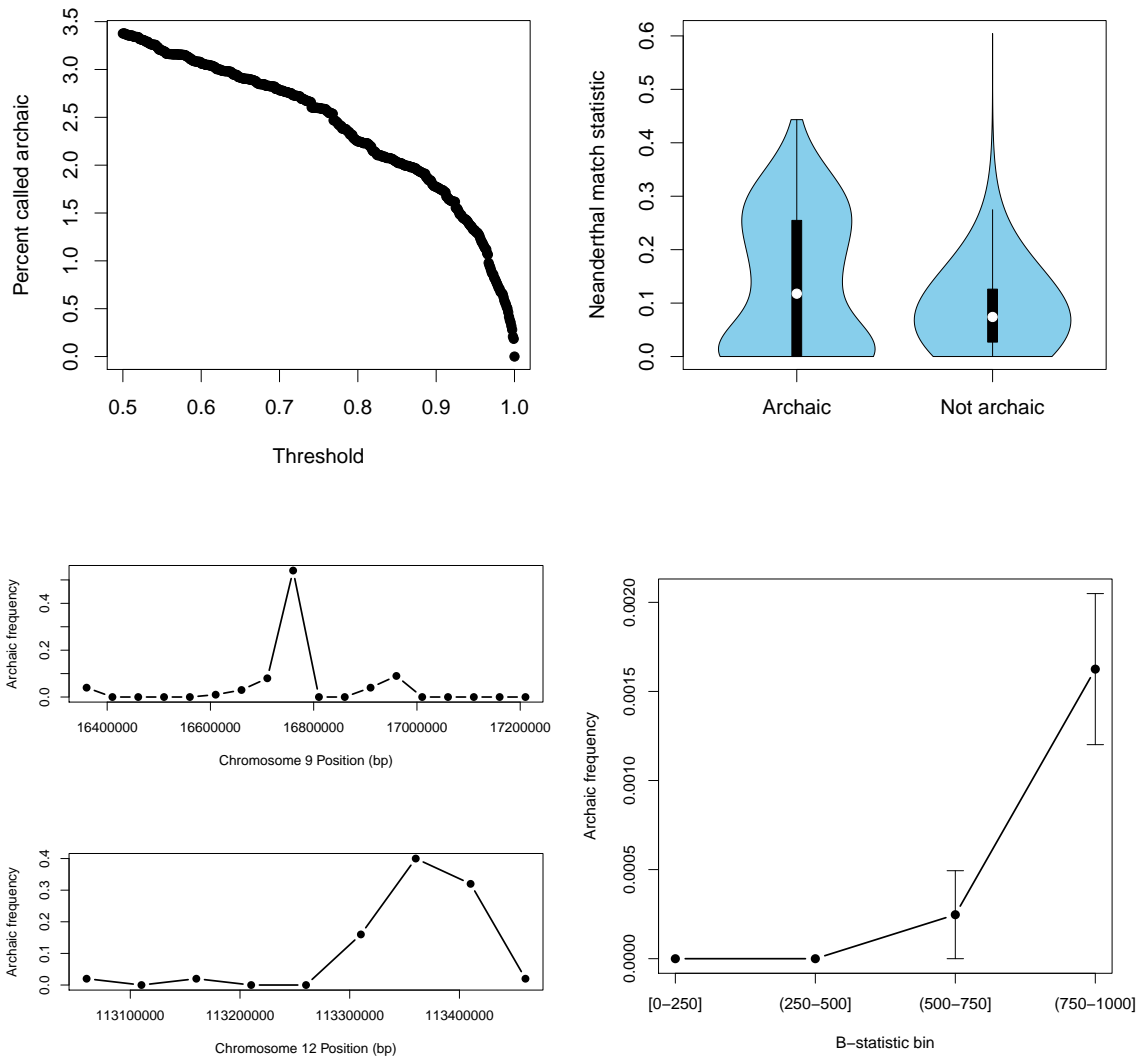 Percent called archaic
3.5
3.0
2.5
2.0
1.5
1.0
0.5
0.0
0.5 0.6 0.7 0.8 0.9 1.0
Threshold
Neanderthal match statistic
0.6
0.5
0.4
0.3
0.2
0.1
0.0
Archaic Not archaic
Archaic frequency
0.4
0.2
0.0
16400000 16600000 16800000 17000000 17200000
Chromosome 9 Position (bp)
Archaic frequency
0.4
0.3
0.2
0.1
0.0
113100000 113200000 113300000 113400000
Chromosome 12 Position (bp)
Archaic frequency
0.0020
0.0015
0.0010
0.0005
0.0000
[0−250] (250−500] (500−750] (750−1000]
B−statistic bin